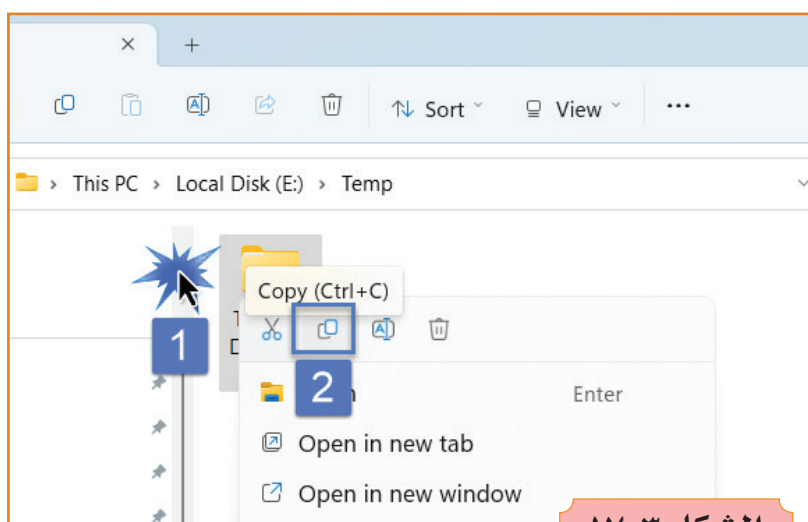 Sort
View
This PC › Local Disk (E:) › Temp
Copy (Ctrl+C)
1
2
Enter
Open in new tab
Open in new window